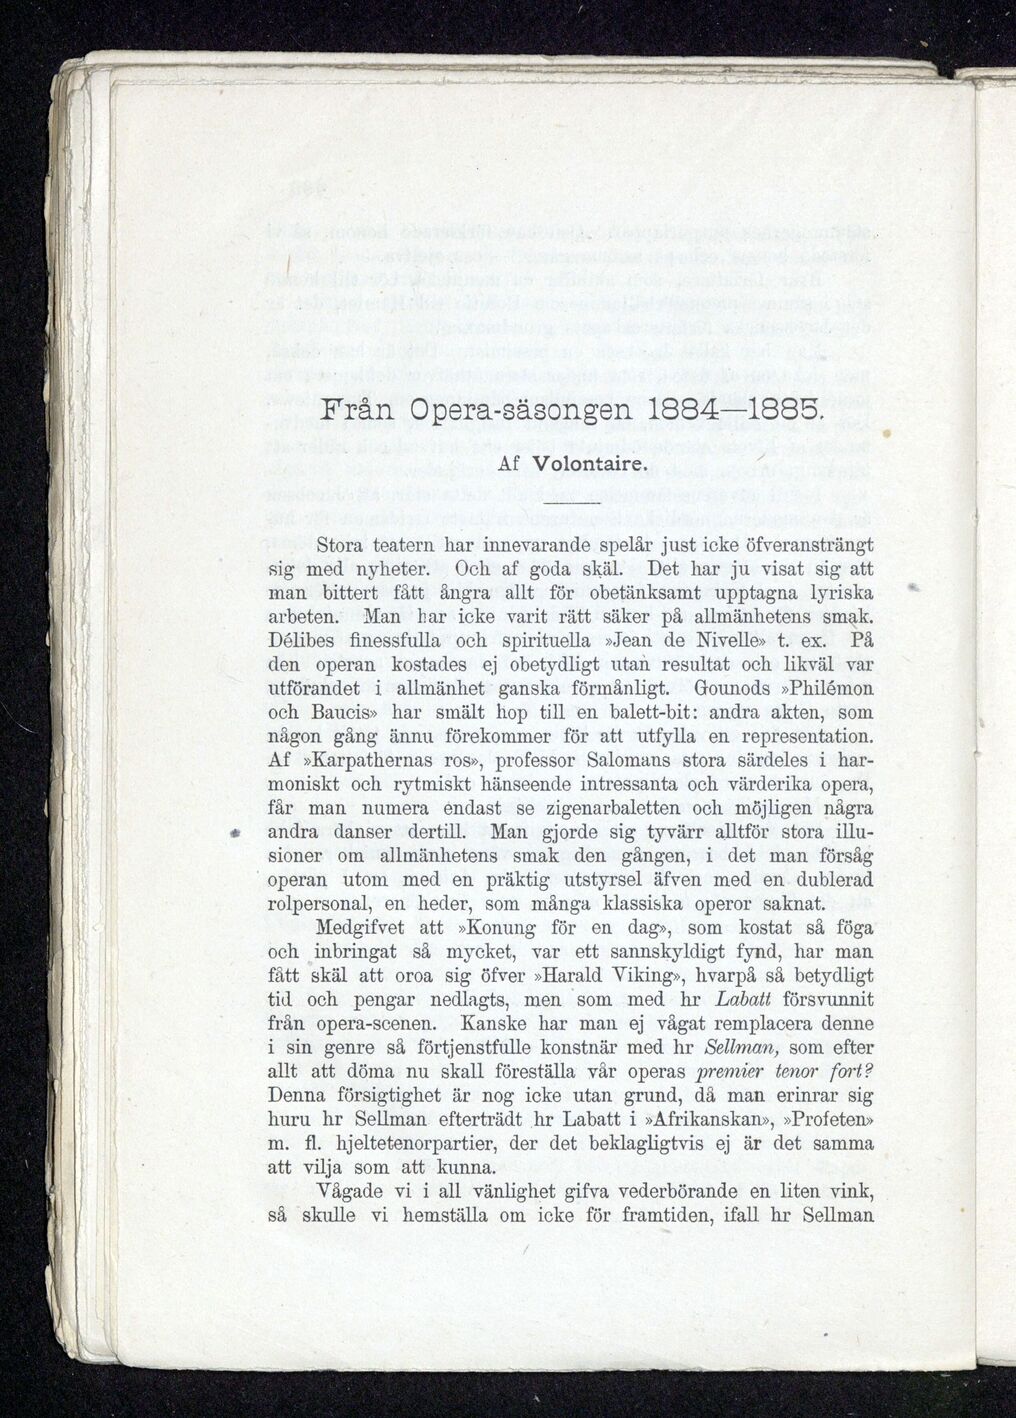 Från Opera-säsongen 1884—1885.
Af Volontaire.
Stora teatern har innevarande spelår just icke öfveransträngt
sig med nyheter. Och af goda skäl. Det har ju visat sig att
man bittert fått ångra allt för obetänksamt upptagna lyriska
arbeten. Man har icke varit rätt säker på allmänhetens smak.
Délibes finessfulla och spirituella »Jean de Nivelle» t. ex. På
den operan kostades ej obetydligt utan resultat och likväl var
utförandet i allmänhet ganska förmånligt. Gounods »Philémon
och Baucis» har smält hop till en balett-bit: andra akten, som
någon gång ännu förekommer för att utfylla en representation.
Af »Karpathernas ros», professor Salomans stora särdeles i har-
moniskt och rytmiskt hänseende intressanta och värderika opera,
får man numera endast se zigenarbaletten och möjligen några
andra danser dertill. Man gjorde sig tyvärr alltför stora illu-
sioner om allmänhetens smak den gången, i det man försåg
operan utom med en präktig utstyrsel äfven med en dublerad
rolpersonal, en heder, som många klassiska operor saknat.
Medgifvet att »Konung för en dag», som kostat så föga
och inbringat så mycket, var ett sannskyldigt fynd, har man
fått skäl att oroa sig öfver »Harald Viking», hvarpå så betydligt
tid och pengar nedlagts, men som med hr Labatt försvunnit
från opera-scenen. Kanske har man ej vågat remplacera denne
i sin genre så förtjenstfulle konstnär med hr Sellman, som efter
allt att döma nu skall föreställa vår operas premier tenor fort?
Denna försigtighet är nog icke utan grund, då man erinrar sig
huru hr Sellman efterträdt hr Labatt i »Afrikanskan», »Profeten»
m. fl. hjeltetenorpartier, der det beklagligtvis ej är det samma
att vilja som att kunna.
Vågade vi i all vänlighet gifva vederbörande en liten vink,
så skulle vi hemställa om icke för framtiden, ifall hr Sellman